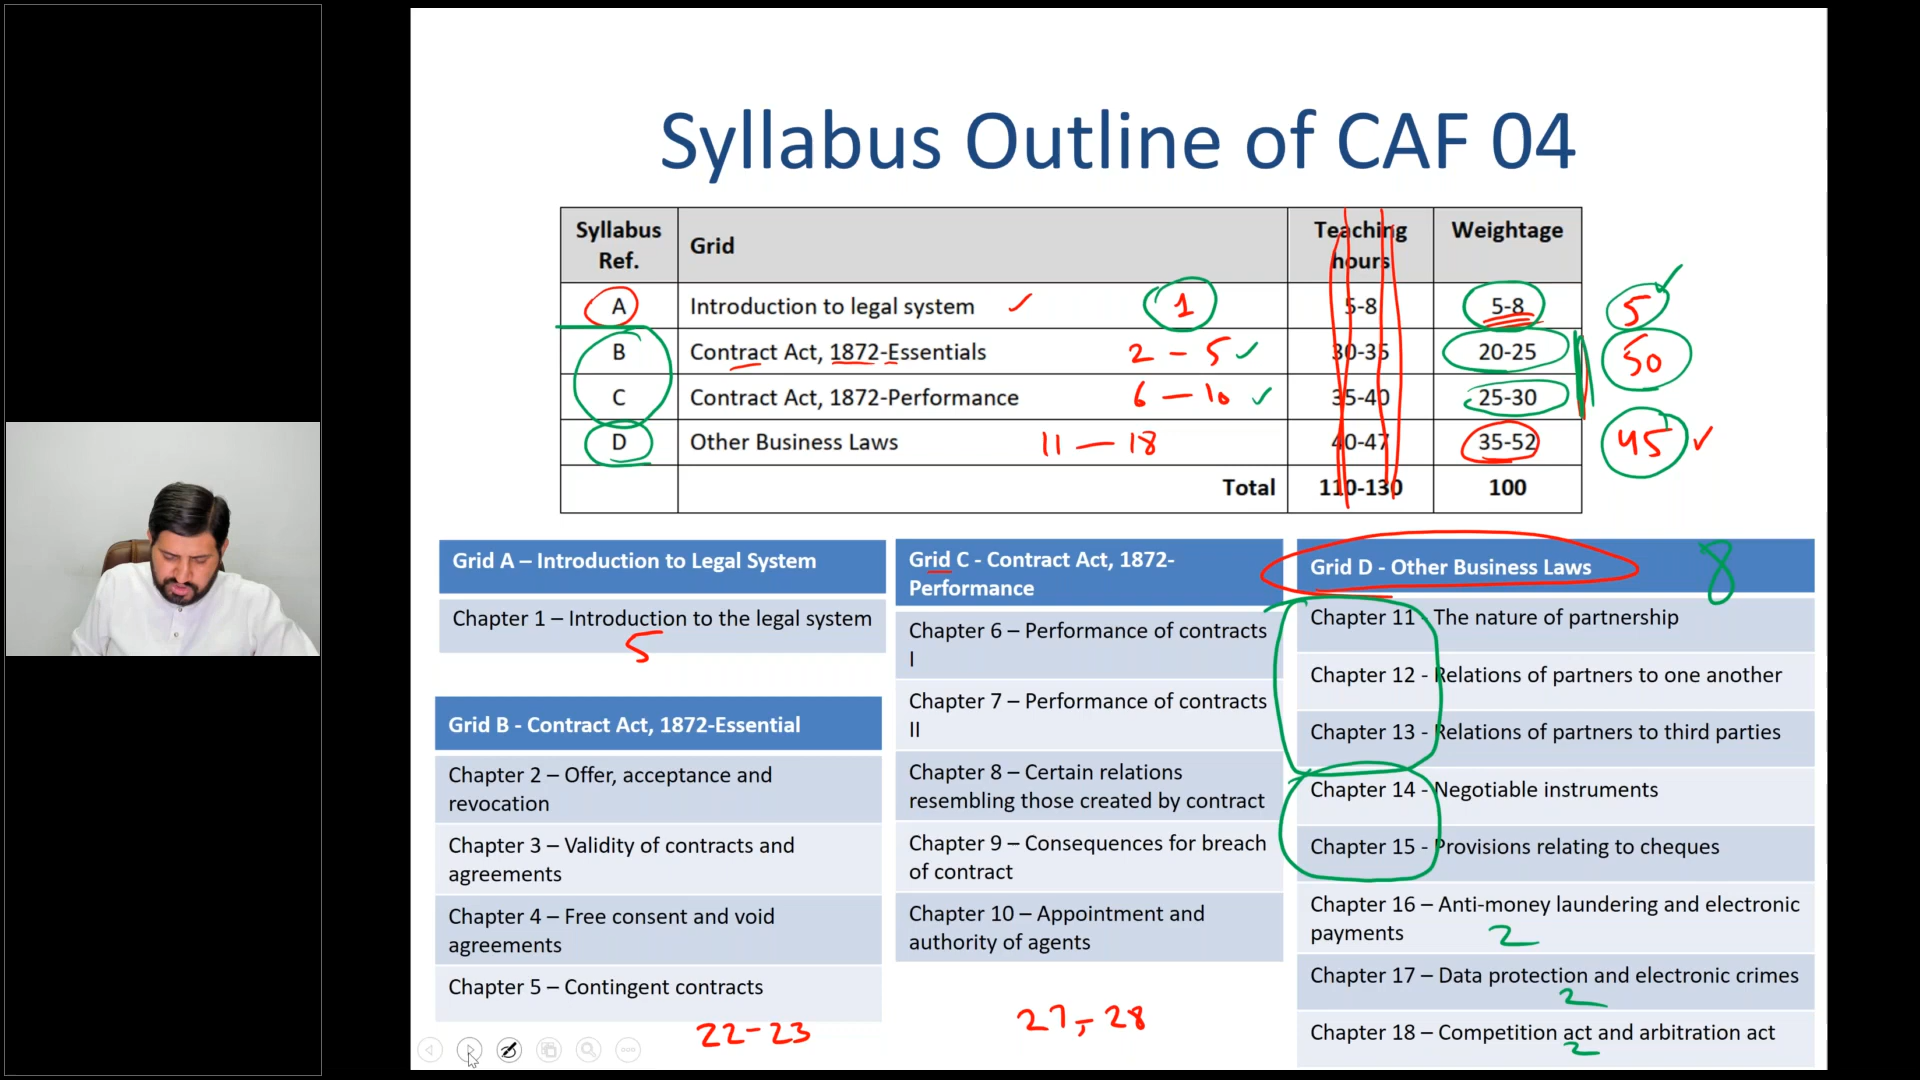 Syllabus Outline of CAF 04
Syllabus Ref. Grid Teaching hours Weightage
A Introduction to legal system 1 5-8 5-8 5
B Contract Act, 1872-Essentials 2 - 5 30-35 20-25 50
C Contract Act, 1872-Performance 6 - 10 35-40 25-30
D Other Business Laws 11 - 18 40-47 35-52 45
Total 110-130 100
Grid A – Introduction to Legal System
Chapter 1 – Introduction to the legal system
5
Grid B - Contract Act, 1872-Essential
Chapter 2 – Offer, acceptance and
revocation
Chapter 3 – Validity of contracts and
agreements
Chapter 4 – Free consent and void
agreements
Chapter 5 – Contingent contracts
22-23
Grid C - Contract Act, 1872-
Performance
Chapter 6 – Performance of contracts
I
Chapter 7 – Performance of contracts
II
Chapter 8 – Certain relations
resembling those created by contract
Chapter 9 – Consequences for breach
of contract
Chapter 10 – Appointment and
authority of agents
27-28
Grid D - Other Business Laws 8
Chapter 11 - The nature of partnership
Chapter 12 - Relations of partners to one another
Chapter 13 - Relations of partners to third parties
Chapter 14 - Negotiable instruments
Chapter 15 - Provisions relating to cheques
Chapter 16 – Anti-money laundering and electronic
payments
2
Chapter 17 – Data protection and electronic crimes
2
Chapter 18 – Competition act and arbitration act
2